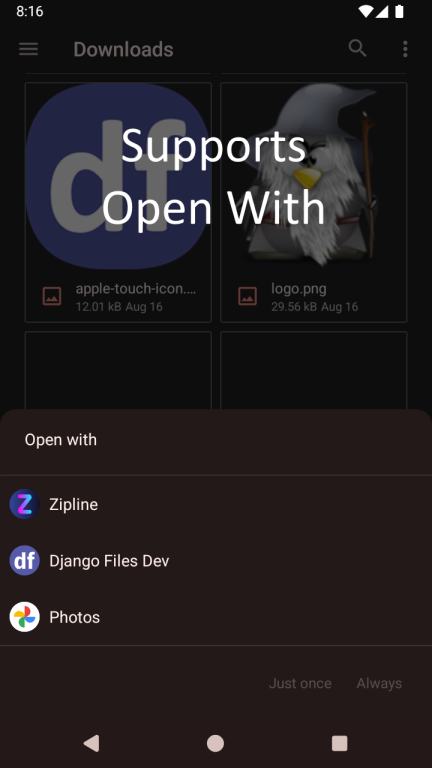 8:16
Downloads
df
Supports
Open With
apple-touch-icon....
12.01 kB Aug 16
logo.png
29.56 kB Aug 16
Open with
Z Zipline
df Django Files Dev
Photos
Just once Always